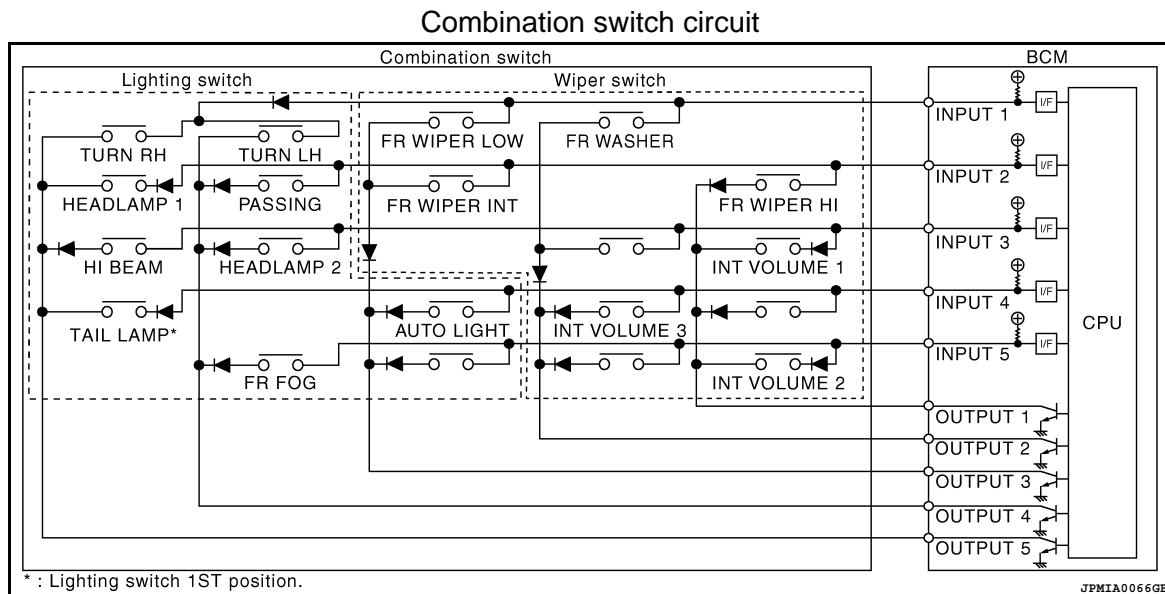 Combination switch circuit
Combination switch
BCM
Lighting switch
Wiper switch
INPUT 1
I/F
TURN RH
TURN LH
FR WIPER LOW
FR WASHER
INPUT 2
I/F
HEADLAMP 1
PASSING
FR WIPER INT
FR WIPER HI
INPUT 3
I/F
HI BEAM
HEADLAMP 2
INT VOLUME 1
INPUT 4
I/F
TAIL LAMP*
AUTO LIGHT
INT VOLUME 3
CPU
INPUT 5
I/F
FR FOG
INT VOLUME 2
OUTPUT 1
OUTPUT 2
OUTPUT 3
OUTPUT 4
OUTPUT 5
* : Lighting switch 1ST position.
JPMIA0066GB